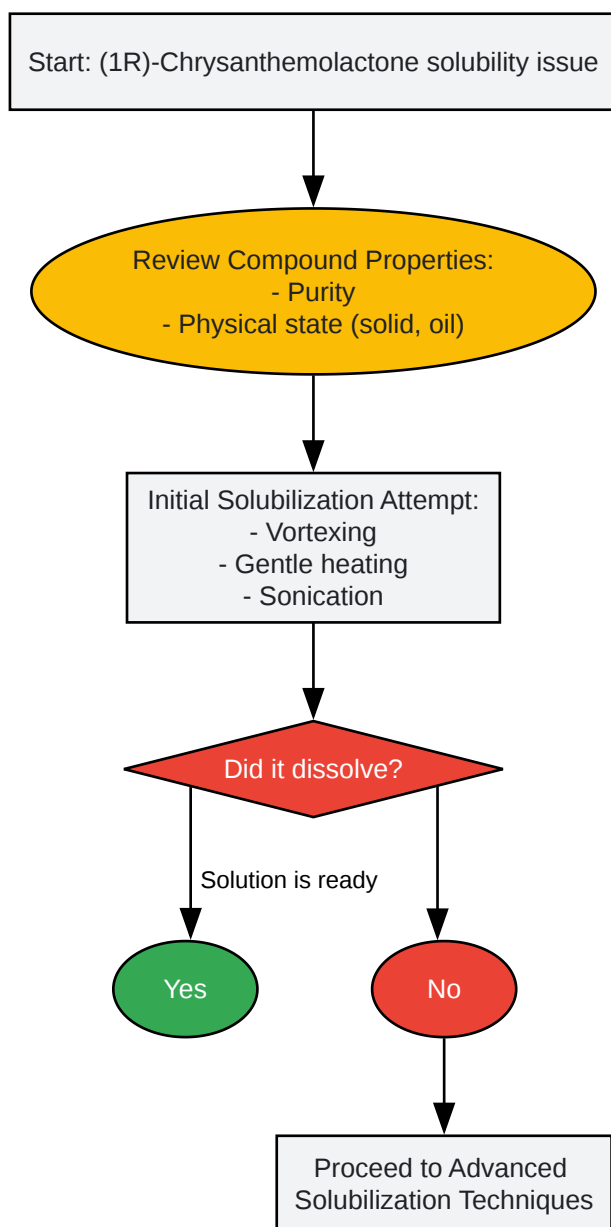 Start: (1R)-Chrysanthemolactone solubility issue
Review Compound Properties:
- Purity
- Physical state (solid, oil)
Initial Solubilization Attempt:
- Vortexing
- Gentle heating
- Sonication
Did it dissolve?
Solution is ready
Yes
No
Proceed to Advanced
Solubilization Techniques